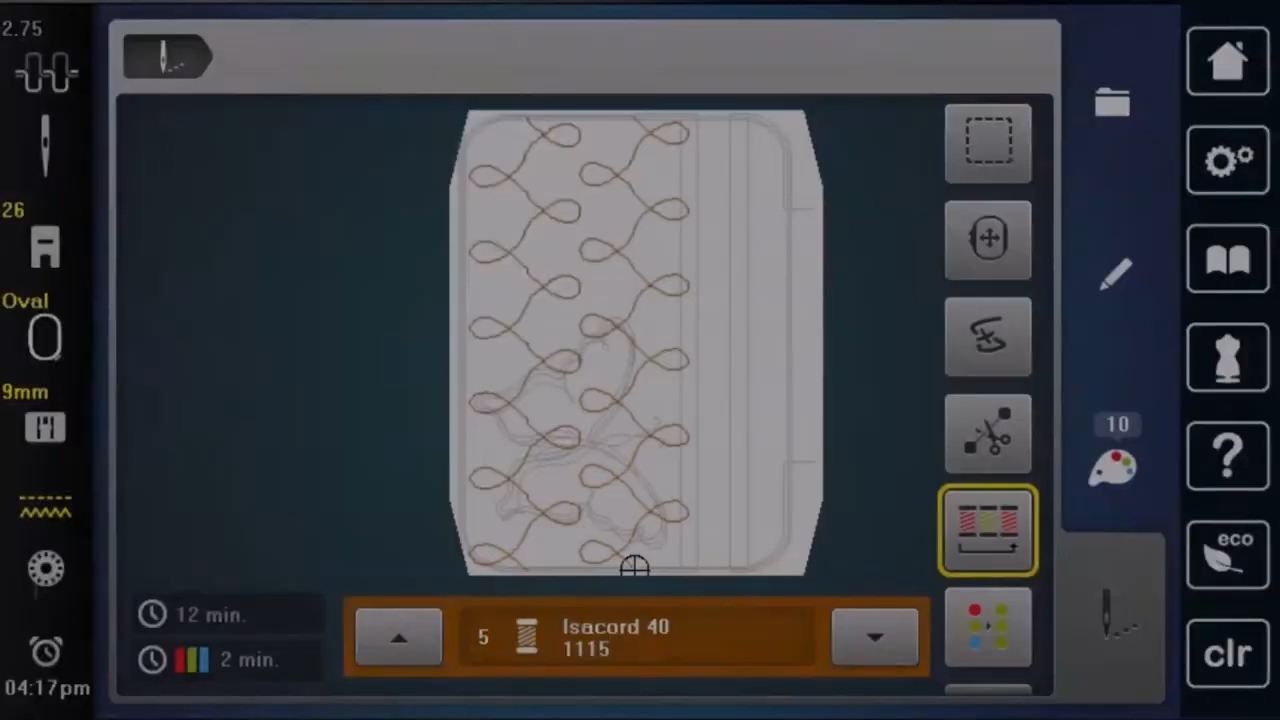 2.75
26
Oval
9mm
04:17pm
12 min.
2 min.
5
Isacord 40
1115
10
?
eco
clr